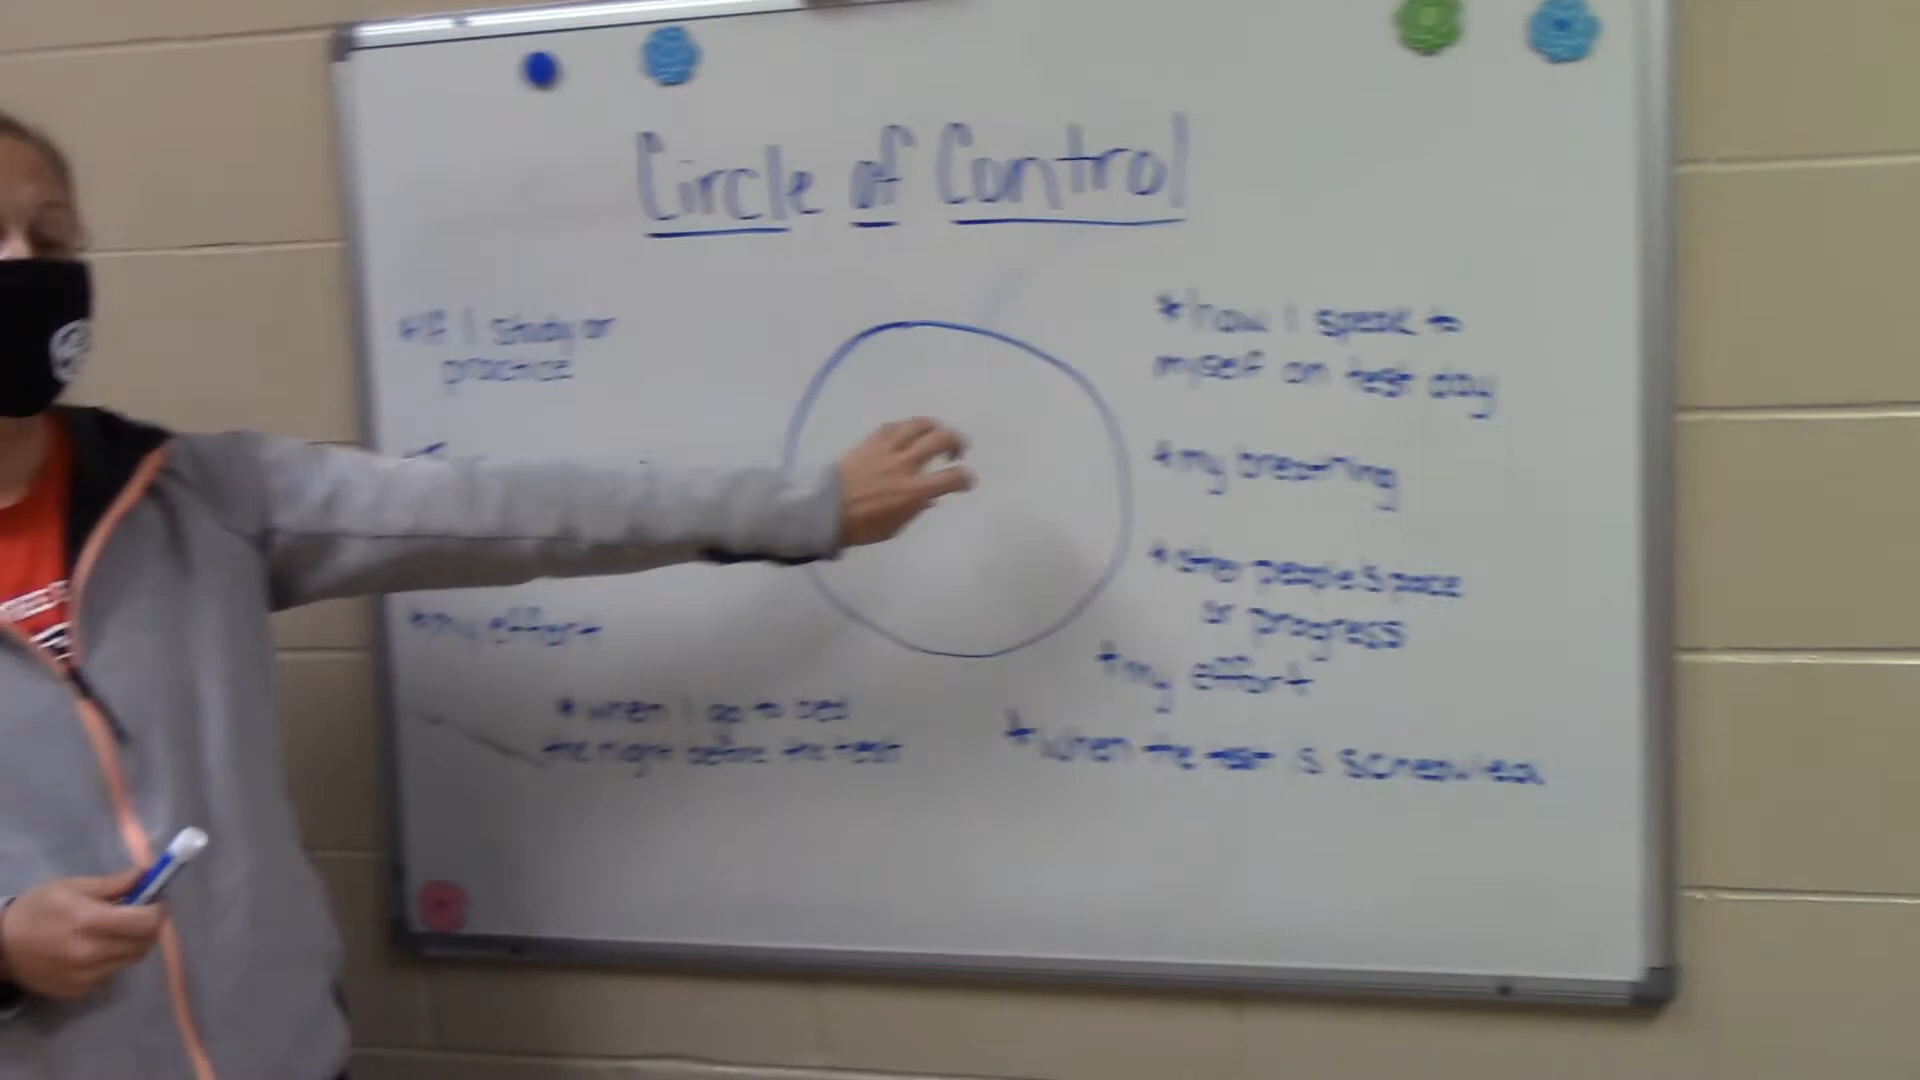 Circle of Control
* If I study or
practice
* my effort
* when I go to bed
the night before the test
* how I speak to
myself on test day
* my breathing
* other people's pace
or progress
* my effort
* when the test is scheduled